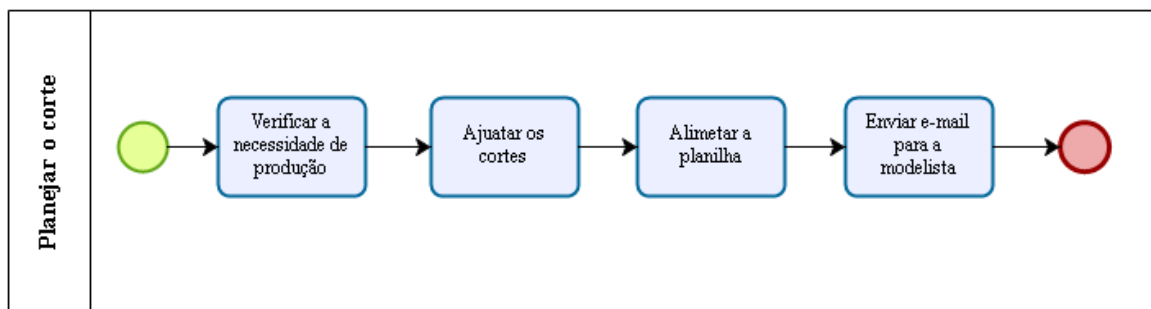 Planejar o corte
Verificar a
necessidade de
produção
Ajuatar os
cortes
Alimetar a
planilha
Enviar e-mail
para a
modelista